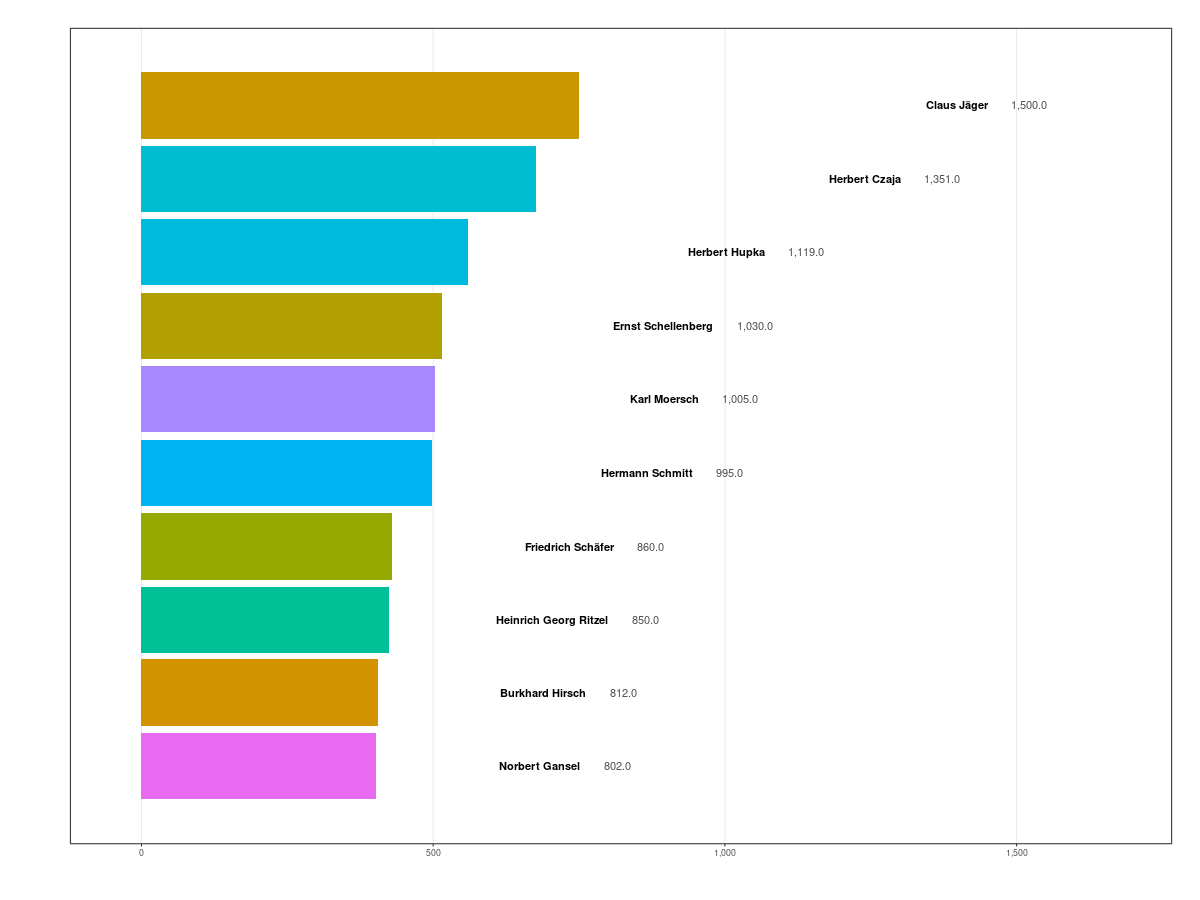 Claus Jäger 1,500.0
Herbert Czaja 1,351.0
Herbert Hupka 1,119.0
Ernst Schellenberg 1,030.0
Karl Moersch 1,005.0
Hermann Schmitt 995.0
Friedrich Schäfer 860.0
Heinrich Georg Ritzel 850.0
Burkhard Hirsch 812.0
Norbert Gansel 802.0
0 500 1,000 1,500